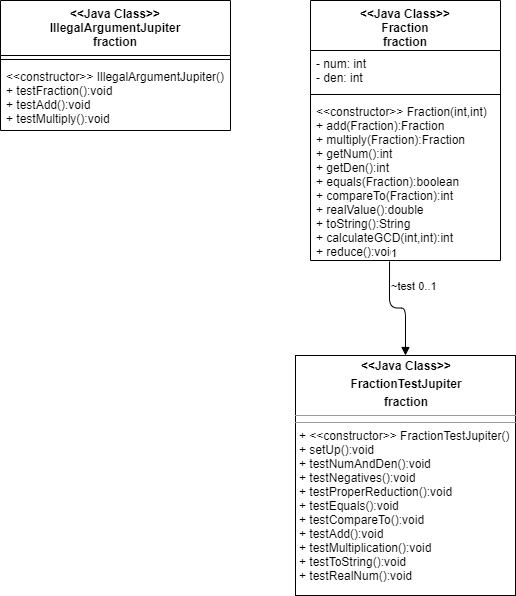 <<Java Class>>
IllegalArgumentJupiter
fraction
<<constructor>> IllegalArgumentJupiter()
+ testFraction():void
+ testAdd():void
+ testMultiply():void
<<Java Class>>
Fraction
fraction
- num: int
- den: int
<<constructor>> Fraction(int,int)
+ add(Fraction):Fraction
+ multiply(Fraction):Fraction
+ getNum():int
+ getDen():int
+ equals(Fraction):boolean
+ compareTo(Fraction):int
+ realValue():double
+ toString():String
+ calculateGCD(int,int):int
+ reduce():voi
1
~test 0..1
<<Java Class>>
FractionTestJupiter
fraction
+ <<constructor>> FractionTestJupiter()
+ setUp():void
+ testNumAndDen():void
+ testNegatives():void
+ testProperReduction():void
+ testEquals():void
+ testCompareTo():void
+ testAdd():void
+ testMultiplication():void
+ testToString():void
+ testRealNum():void